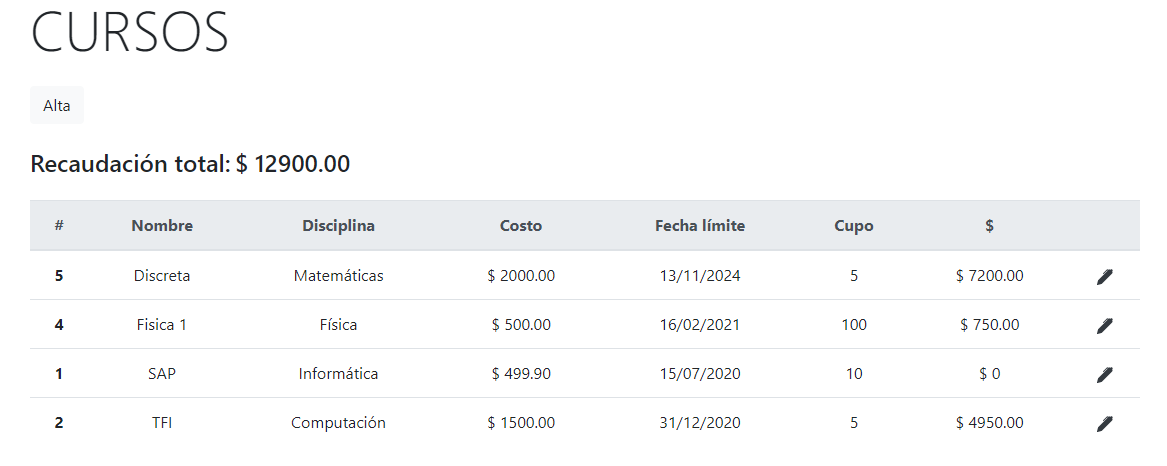 CURSOS
Alta
Recaudación total: $ 12900.00
# Nombre Disciplina Costo Fecha límite Cupo $
5 Discreta Matemáticas $ 2000.00 13/11/2024 5 $ 7200.00
4 Fisica 1 Física $ 500.00 16/02/2021 100 $ 750.00
1 SAP Informática $ 499.90 15/07/2020 10 $ 0
2 TFI Computación $ 1500.00 31/12/2020 5 $ 4950.00